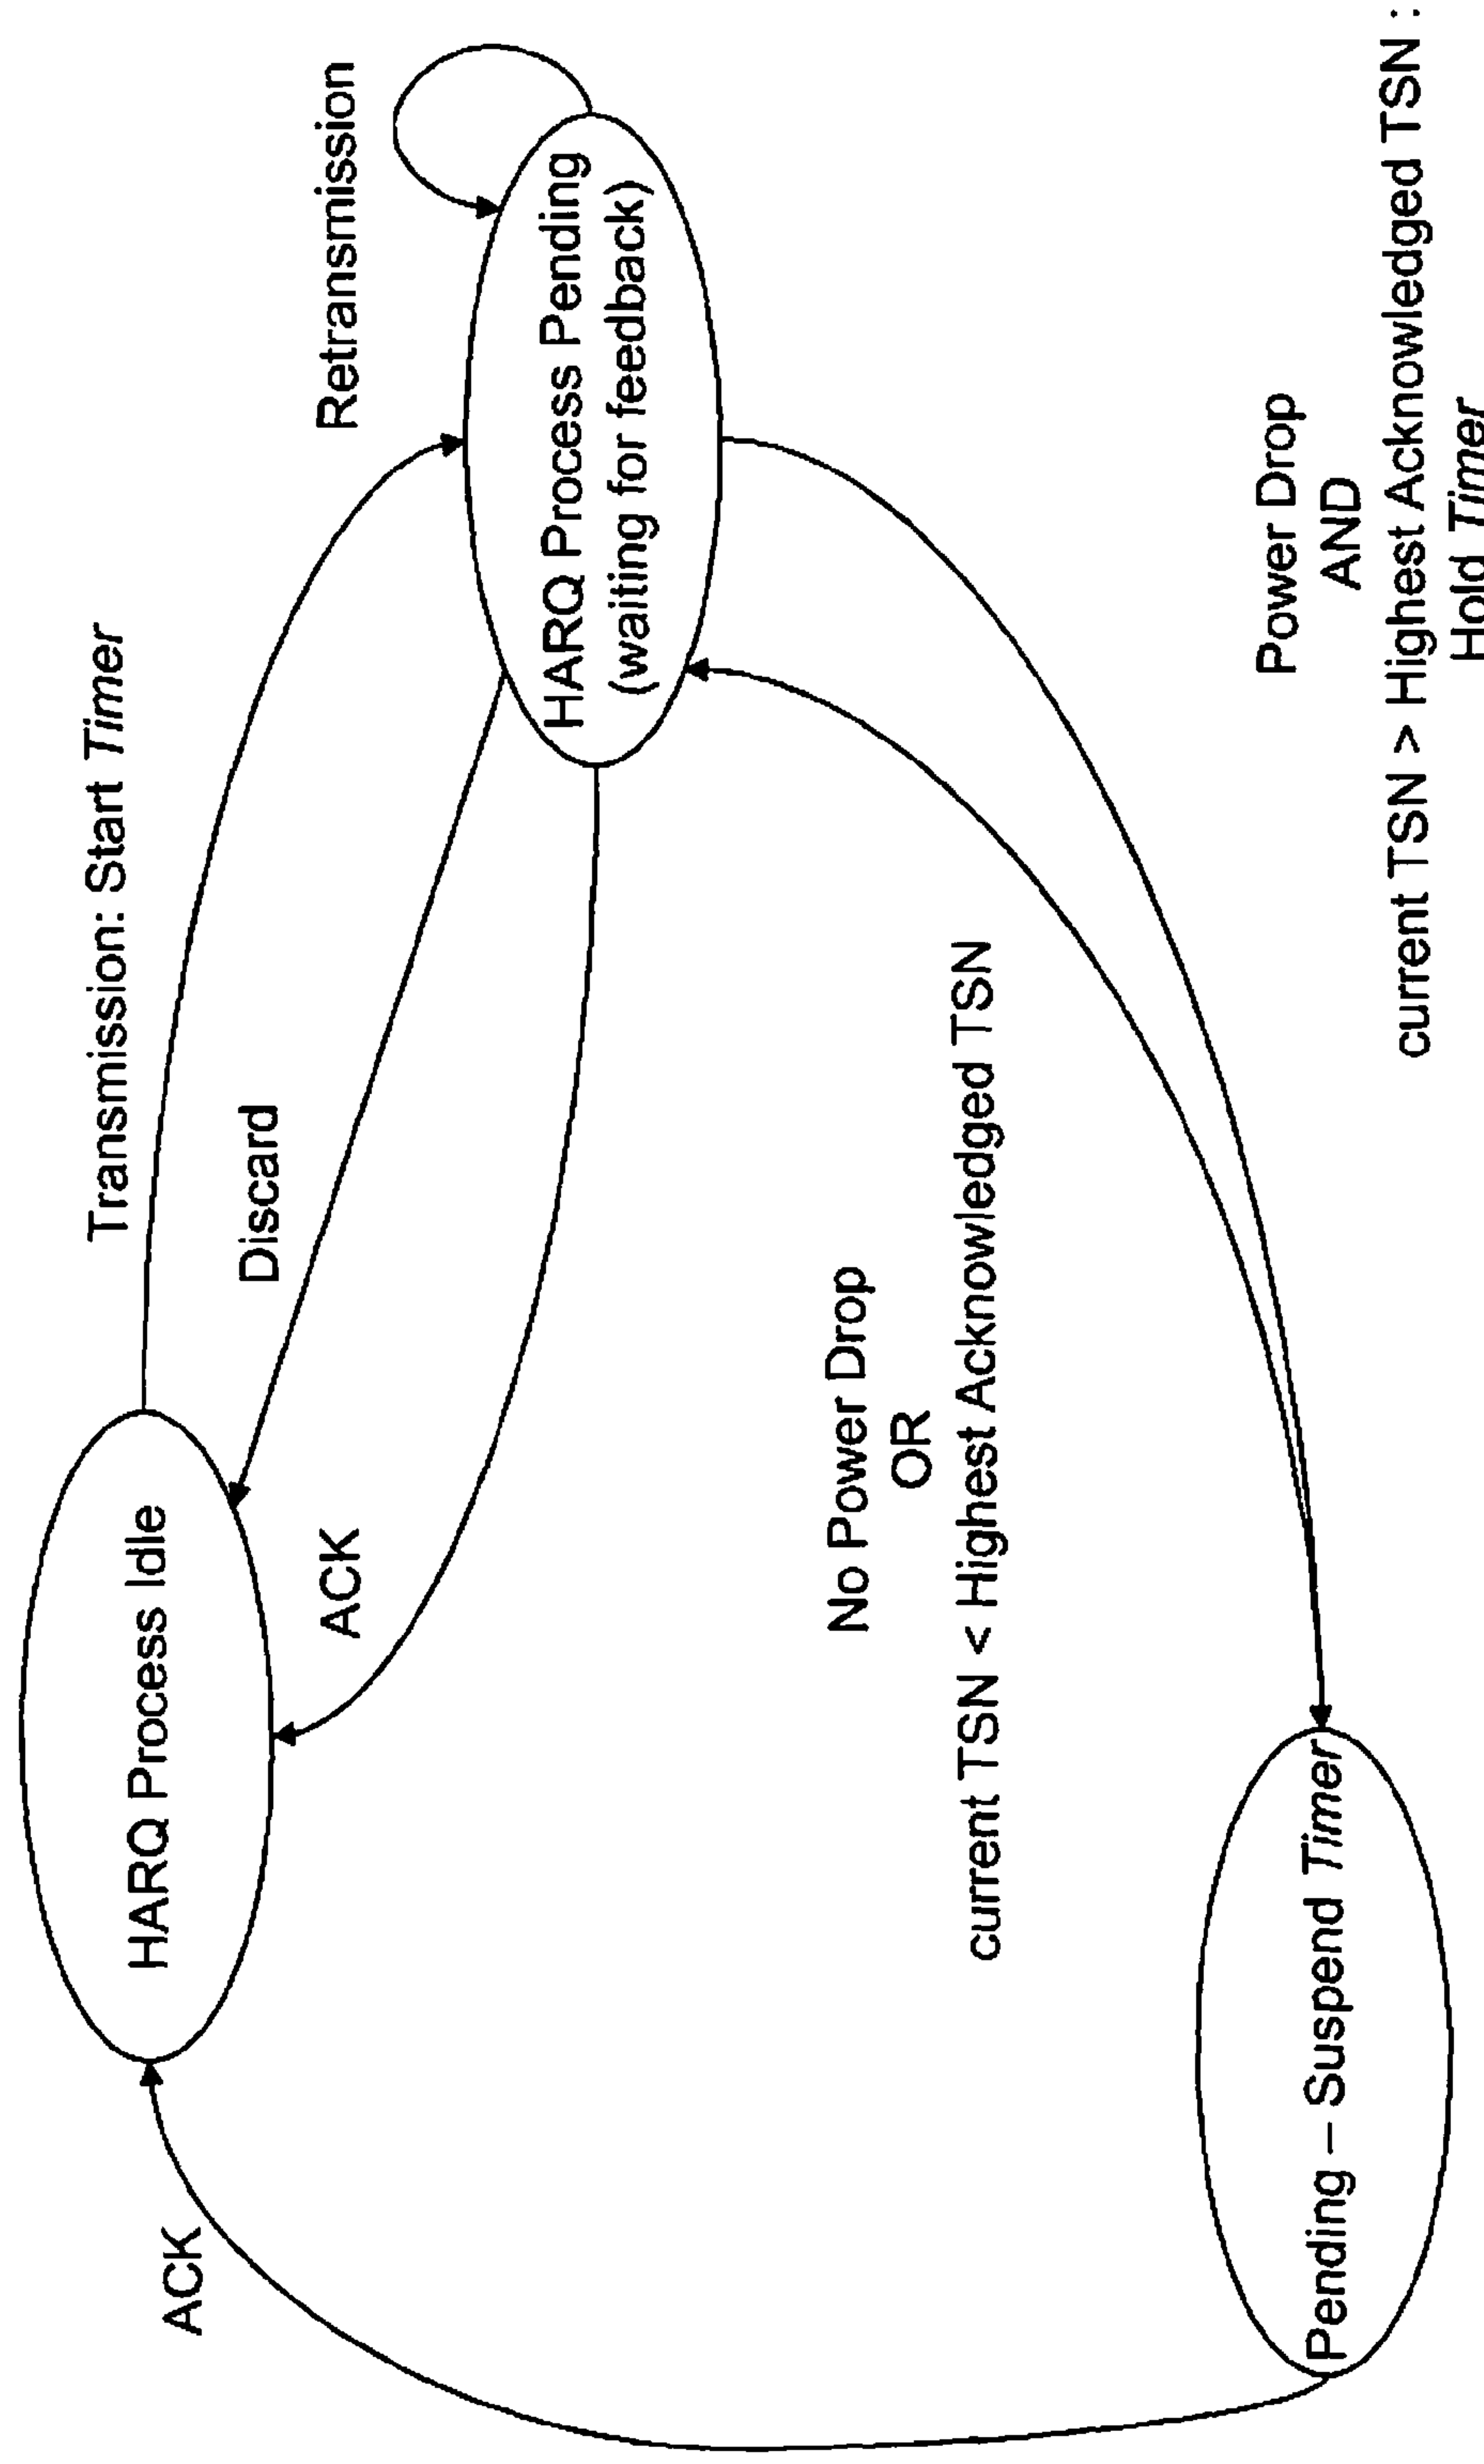 Transmission: Start Timer
Retransmission
Discard
ACK
ACK
HARQ Process Idle
HARQ Process Pending
(waiting for feedback)
No Power Drop
OR
current TSN < Highest Acknowledged TSN
Power Drop
AND
current TSN > Highest Acknowledged TSN :
Hold Timer
Pending – Suspend Timer